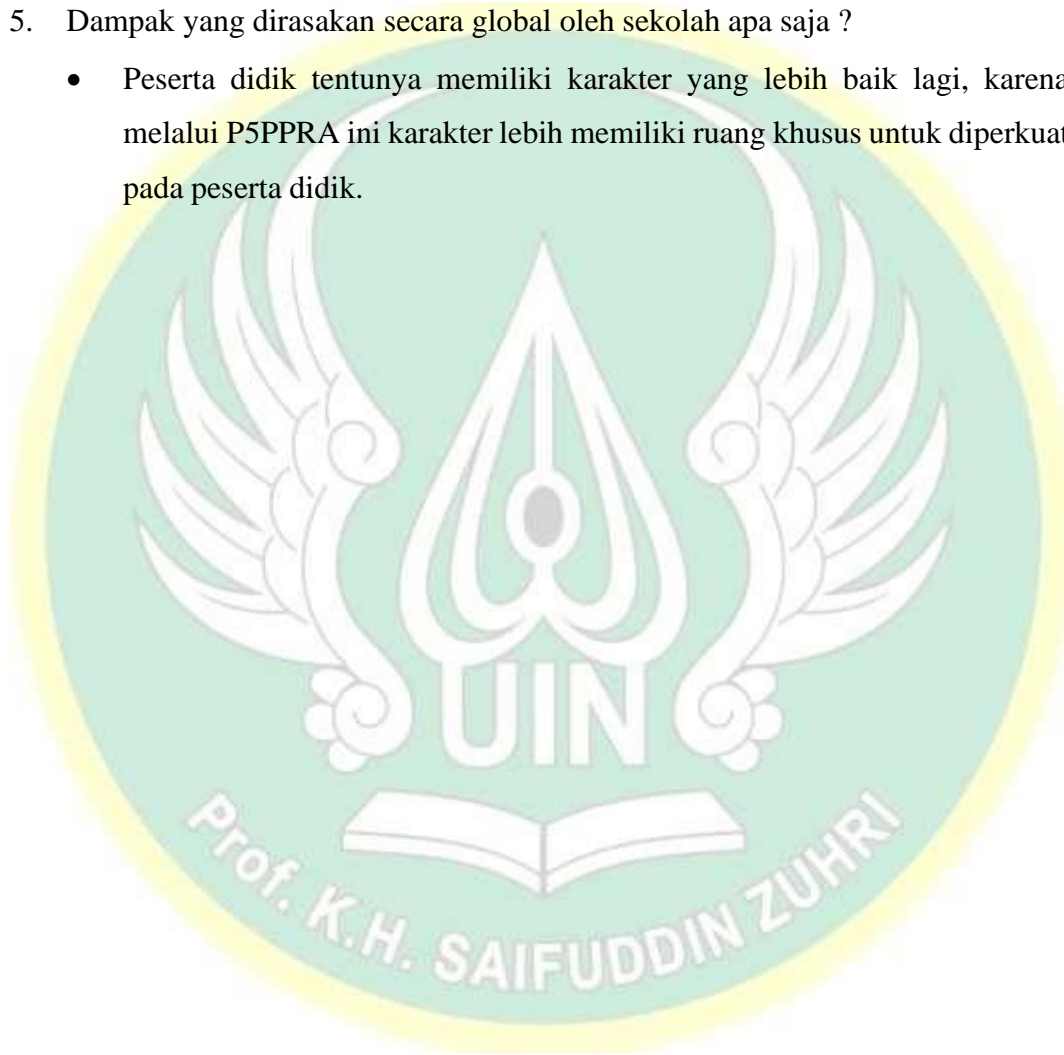 5. Dampak yang dirasakan secara global oleh sekolah apa saja ?
• Peserta didik tentunya memiliki karakter yang lebih baik lagi, karena
melalui P5PPRA ini karakter lebih memiliki ruang khusus untuk diperkuat
pada peserta didik.
UIN
Prof. K.H. SAIFUDDIN ZUHRI